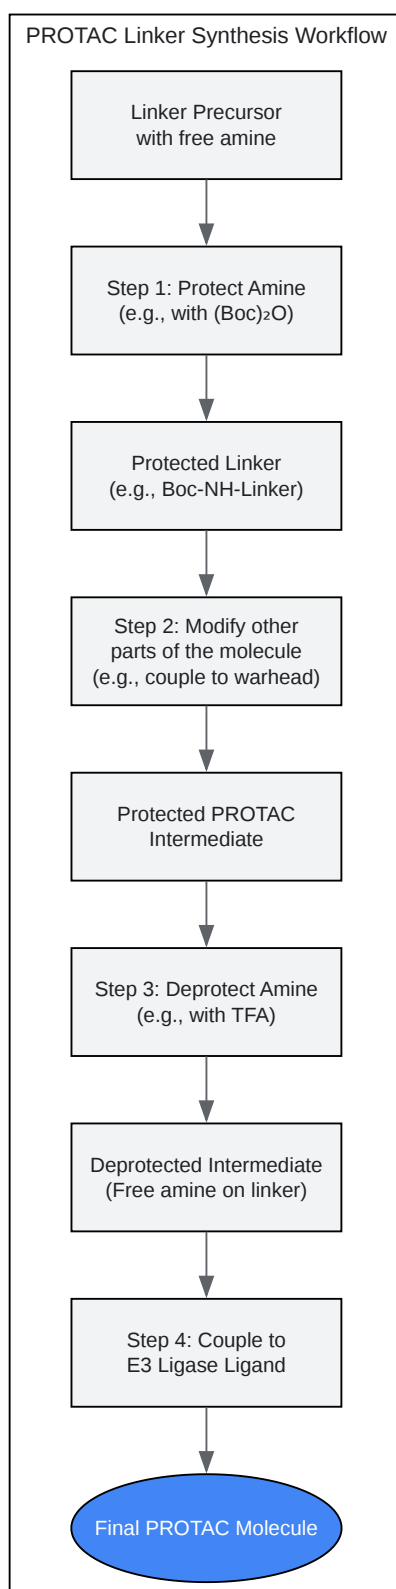 PROTAC Linker Synthesis Workflow
Linker Precursor
with free amine
Step 1: Protect Amine
(e.g., with (Boc)₂O)
Protected Linker
(e.g., Boc-NH-Linker)
Step 2: Modify other
parts of the molecule
(e.g., couple to warhead)
Protected PROTAC
Intermediate
Step 3: Deprotect Amine
(e.g., with TFA)
Deprotected Intermediate
(Free amine on linker)
Step 4: Couple to
E3 Ligase Ligand
Final PROTAC Molecule